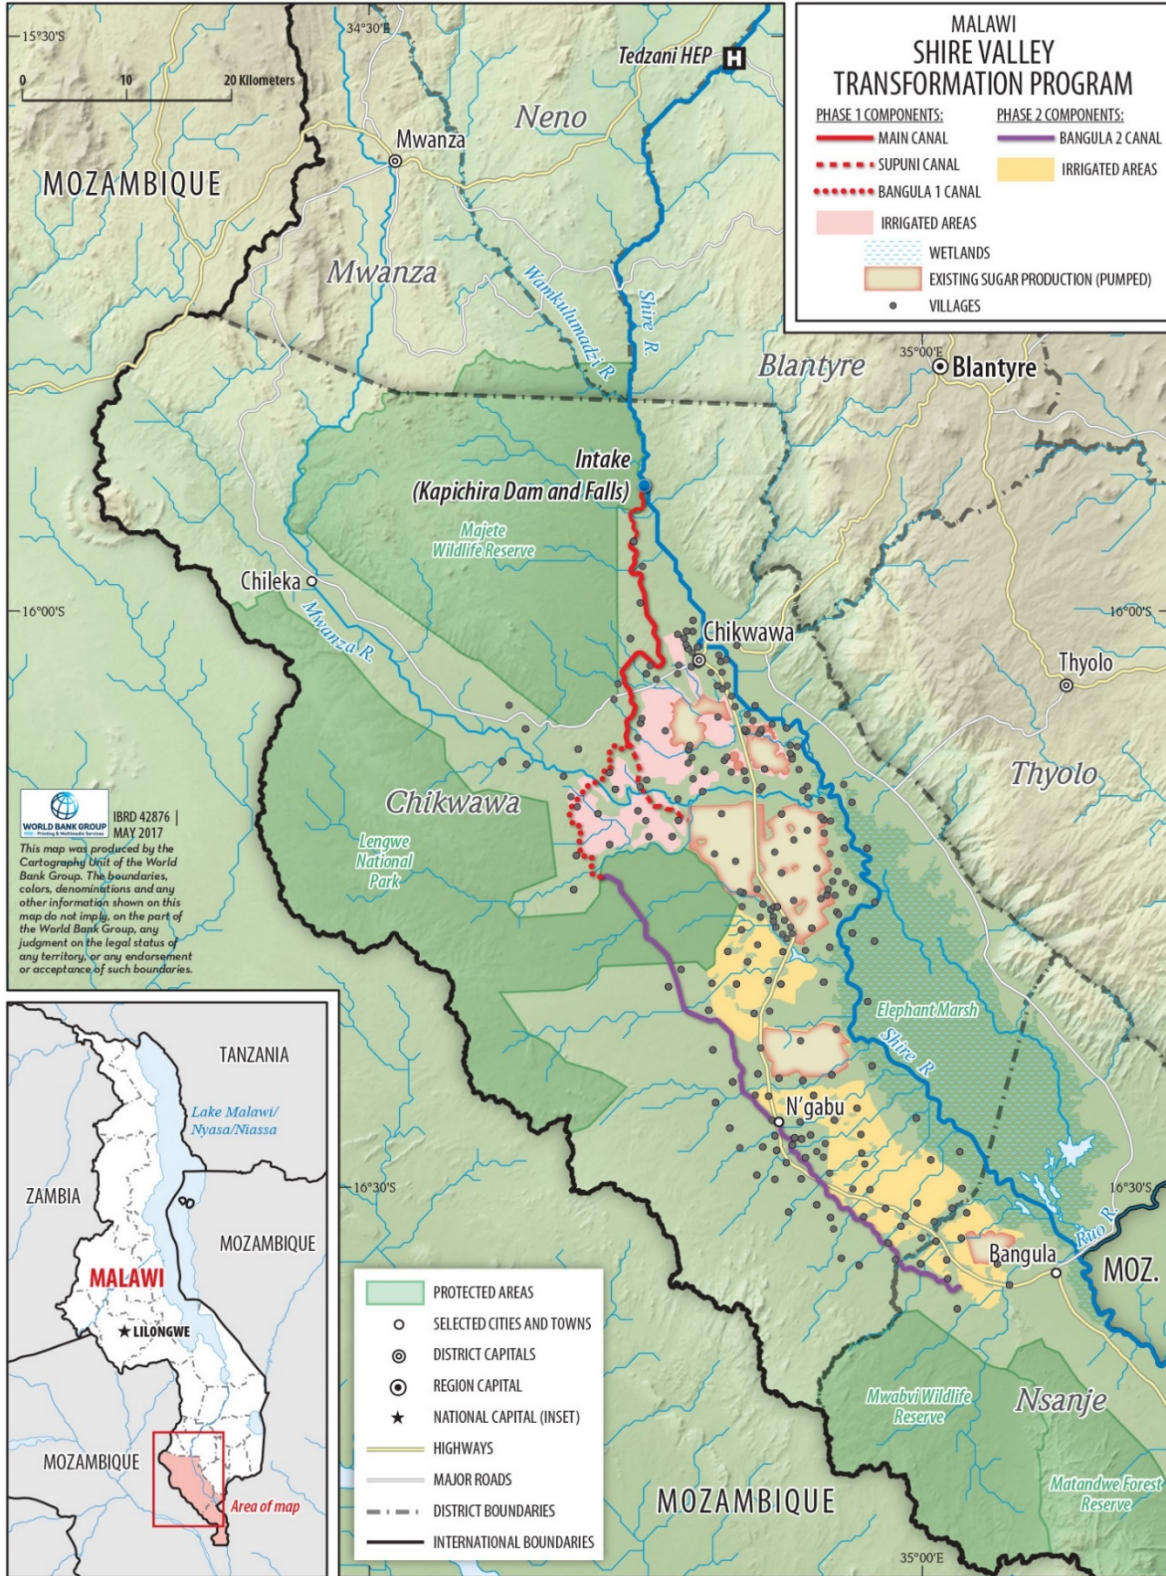 MALAWI
SHIRE VALLEY
TRANSFORMATION PROGRAM
PHASE 1 COMPONENTS:
MAIN CANAL
SUPUNI CANAL
BANGULA 1 CANAL
IRRIGATED AREAS
PHASE 2 COMPONENTS:
BANGULA 2 CANAL
IRRIGATED AREAS
WETLANDS
EXISTING SUGAR PRODUCTION (PUMPED)
VILLAGES
15°30'S
34°30'E
0 10 20 Kilometers
Tedzani HEP
H
Neno
Mwanza
MOZAMBIQUE
Mwanza
Wamkulumadzi R.
Shire R.
35°00'E
Blantyre
Blantyre
Intake
(Kapichira Dam and Falls)
Majete
Wildlife Reserve
Chileka
16°00'S
16°00'S
Mwanza R.
Chikwawa
Thyolo
Thyolo
Chikwawa
Lengwe
National
Park
WORLD BANK GROUP
Printing & Multimedia Services
IBRD 42876 |
MAY 2017
This map was produced by the
Cartography Unit of the World
Bank Group. The boundaries,
colors, denominations and any
other information shown on this
map do not imply, on the part of
the World Bank Group, any
judgment on the legal status of
any territory, or any endorsement
or acceptance of such boundaries.
Elephant Marsh
Shire R.
N'gabu
16°30'S
16°30'S
Ruo R.
Bangula
MOZ.
Mwabvi Wildlife
Reserve
Nsanje
Matandwe Forest
Reserve
MOZAMBIQUE
35°00'E
TANZANIA
Lake Malawi/
Nyasa/Niassa
ZAMBIA
MOZAMBIQUE
MALAWI
LILONGWE
MOZAMBIQUE
Area of map
PROTECTED AREAS
SELECTED CITIES AND TOWNS
DISTRICT CAPITALS
REGION CAPITAL
NATIONAL CAPITAL (INSET)
HIGHWAYS
MAJOR ROADS
DISTRICT BOUNDARIES
INTERNATIONAL BOUNDARIES